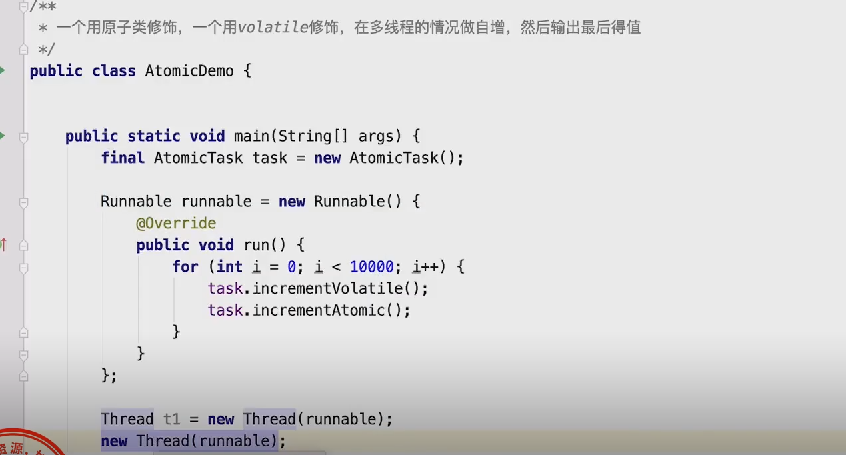 /**
 * 一个用原子类修饰，一个用volatile修饰，在多线程的情况做自增，然后输出最后得值
 */
public class AtomicDemo {
    public static void main(String[] args) {
        final AtomicTask task = new AtomicTask();
        Runnable runnable = new Runnable() {
            @Override
            public void run() {
                for (int i = 0; i < 10000; i++) {
                    task.incrementVolatile();
                    task.incrementAtomic();
                }
            }
        };
        Thread t1 = new Thread(runnable);
        new Thread(runnable);